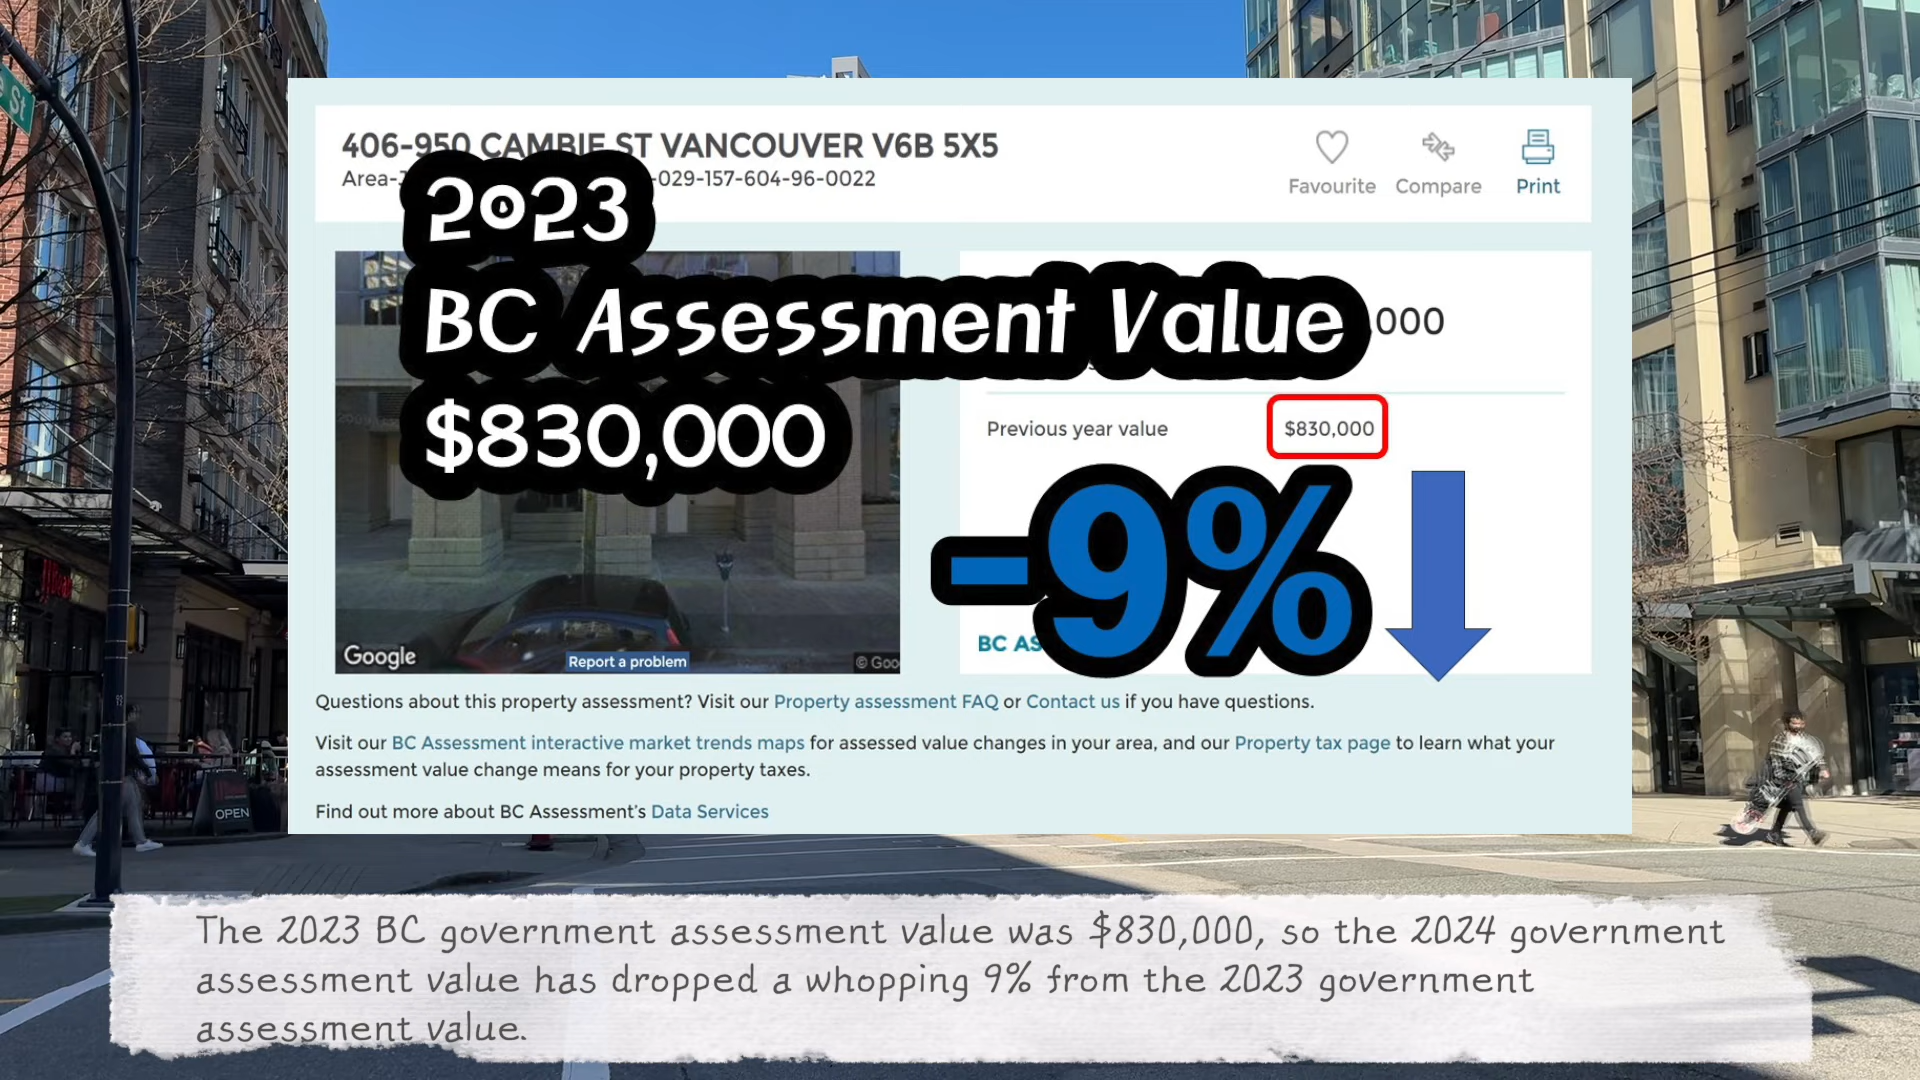 St
406-950 CAMBIE ST VANCOUVER V6B 5X5
-029-157-604-96-0022
Favourite Compare Print
2023
BC Assessment Value
,000
$830,000
Previous year value $830,000
-9%
BC AS
Google
Report a problem
© Goo
Questions about this property assessment? Visit our Property assessment FAQ or Contact us if you have questions.
Visit our BC Assessment interactive market trends maps for assessed value changes in your area, and our Property tax page to learn what your
assessment value change means for your property taxes.
Find out more about BC Assessment's Data Services
OPEN
The 2023 BC government assessment value was $830,000, so the 2024 government
assessment value has dropped a whopping 9% from the 2023 government
assessment value.